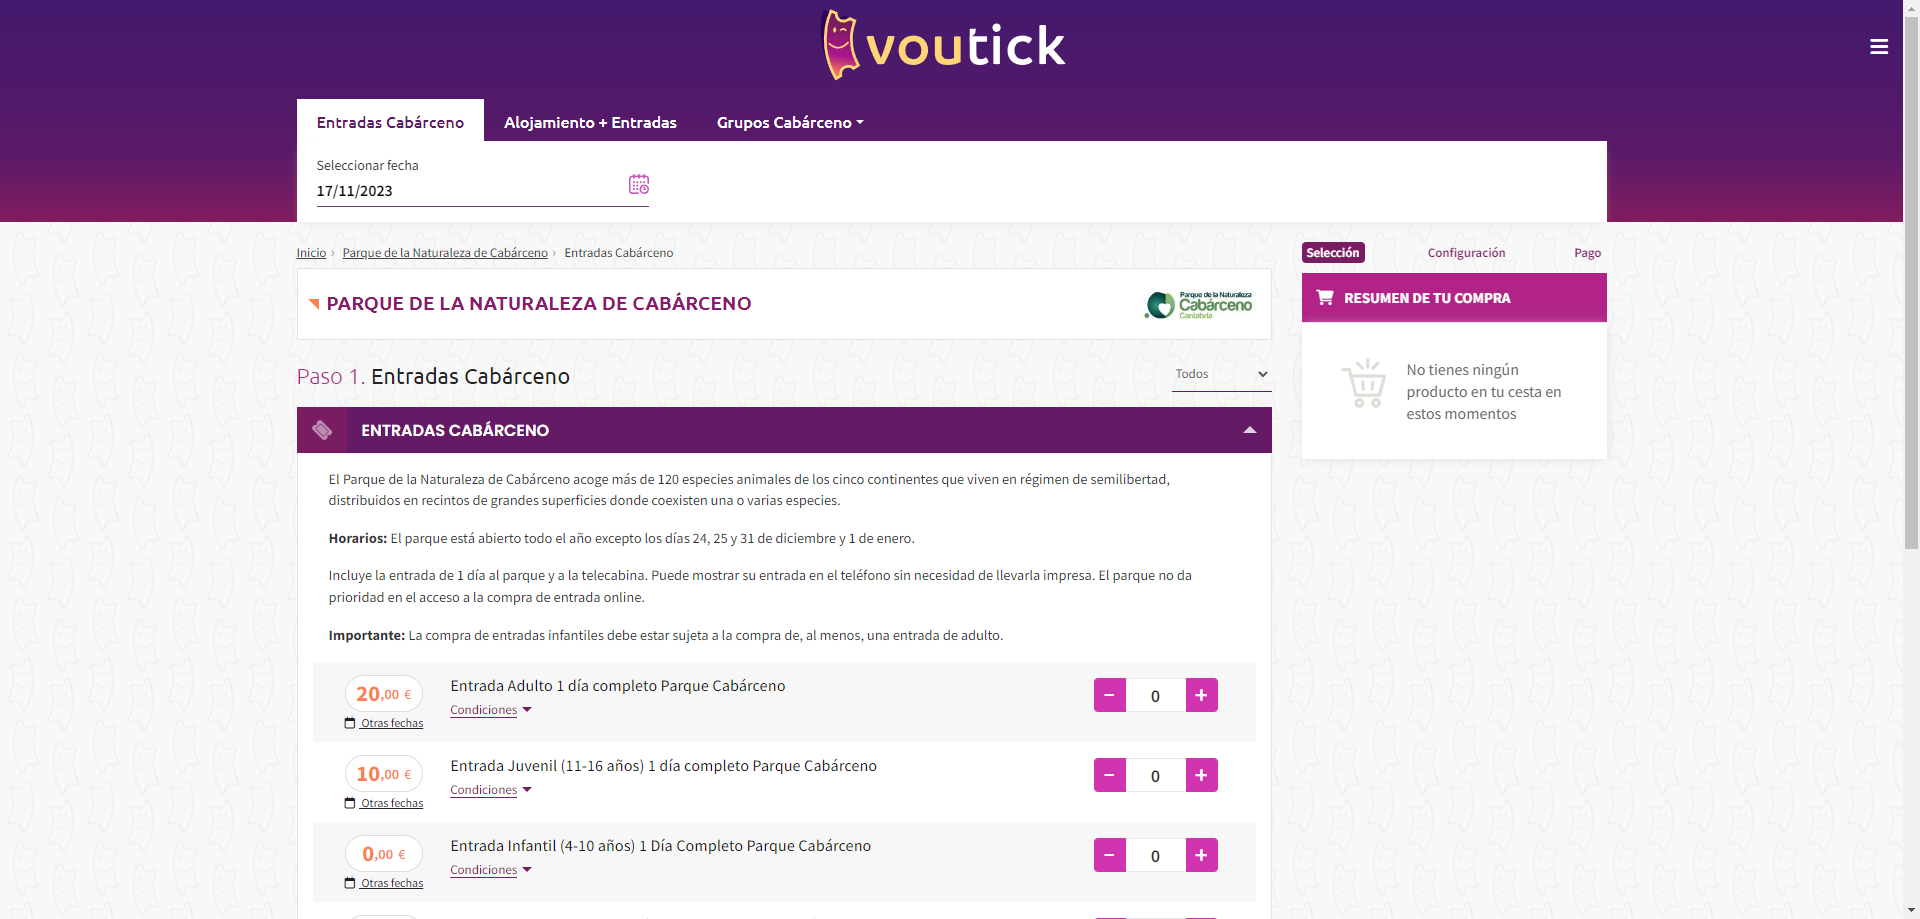 voutick
Entradas Cabárceno
Alojamiento + Entradas
Grupos Cabárceno
Seleccionar fecha
17/11/2023
Inicio › Parque de la Naturaleza de Cabárceno › Entradas Cabárceno
Selección
Configuración
Pago
PARQUE DE LA NATURALEZA DE CABÁRCENO
Parque de la Naturaleza
Cabárceno
Cantabria
RESUMEN DE TU COMPRA
No tienes ningún
producto en tu cesta en
estos momentos
Paso 1. Entradas Cabárceno
Todos
ENTRADAS CABÁRCENO
El Parque de la Naturaleza de Cabárceno acoge más de 120 especies animales de los cinco continentes que viven en régimen de semilibertad,
distribuidos en recintos de grandes superficies donde coexisten una o varias especies.
Horarios: El parque está abierto todo el año excepto los días 24, 25 y 31 de diciembre y 1 de enero.
Incluye la entrada de 1 día al parque y a la telecabina. Puede mostrar su entrada en el teléfono sin necesidad de llevarla impresa. El parque no da
prioridad en el acceso a la compra de entrada online.
Importante: La compra de entradas infantiles debe estar sujeta a la compra de, al menos, una entrada de adulto.
20,00 €
Otras fechas
Entrada Adulto 1 día completo Parque Cabárceno
Condiciones
− 0 +
10,00 €
Otras fechas
Entrada Juvenil (11-16 años) 1 día completo Parque Cabárceno
Condiciones
− 0 +
0,00 €
Otras fechas
Entrada Infantil (4-10 años) 1 Día Completo Parque Cabárceno
Condiciones
− 0 +